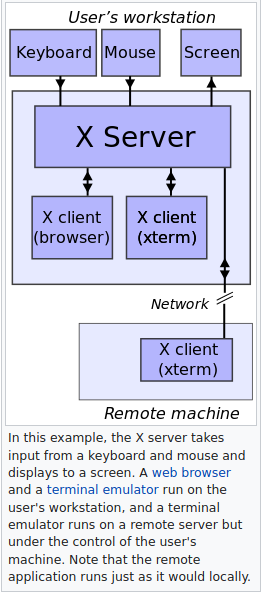 User's workstation
Keyboard
Mouse
Screen
X Server
X client
(browser)
X client
(xterm)
Network
X client
(xterm)
Remote machine
In this example, the X server takes
input from a keyboard and mouse and
displays to a screen. A web browser
and a terminal emulator run on the
user's workstation, and a terminal
emulator runs on a remote server but
under the control of the user's
machine. Note that the remote
application runs just as it would locally.